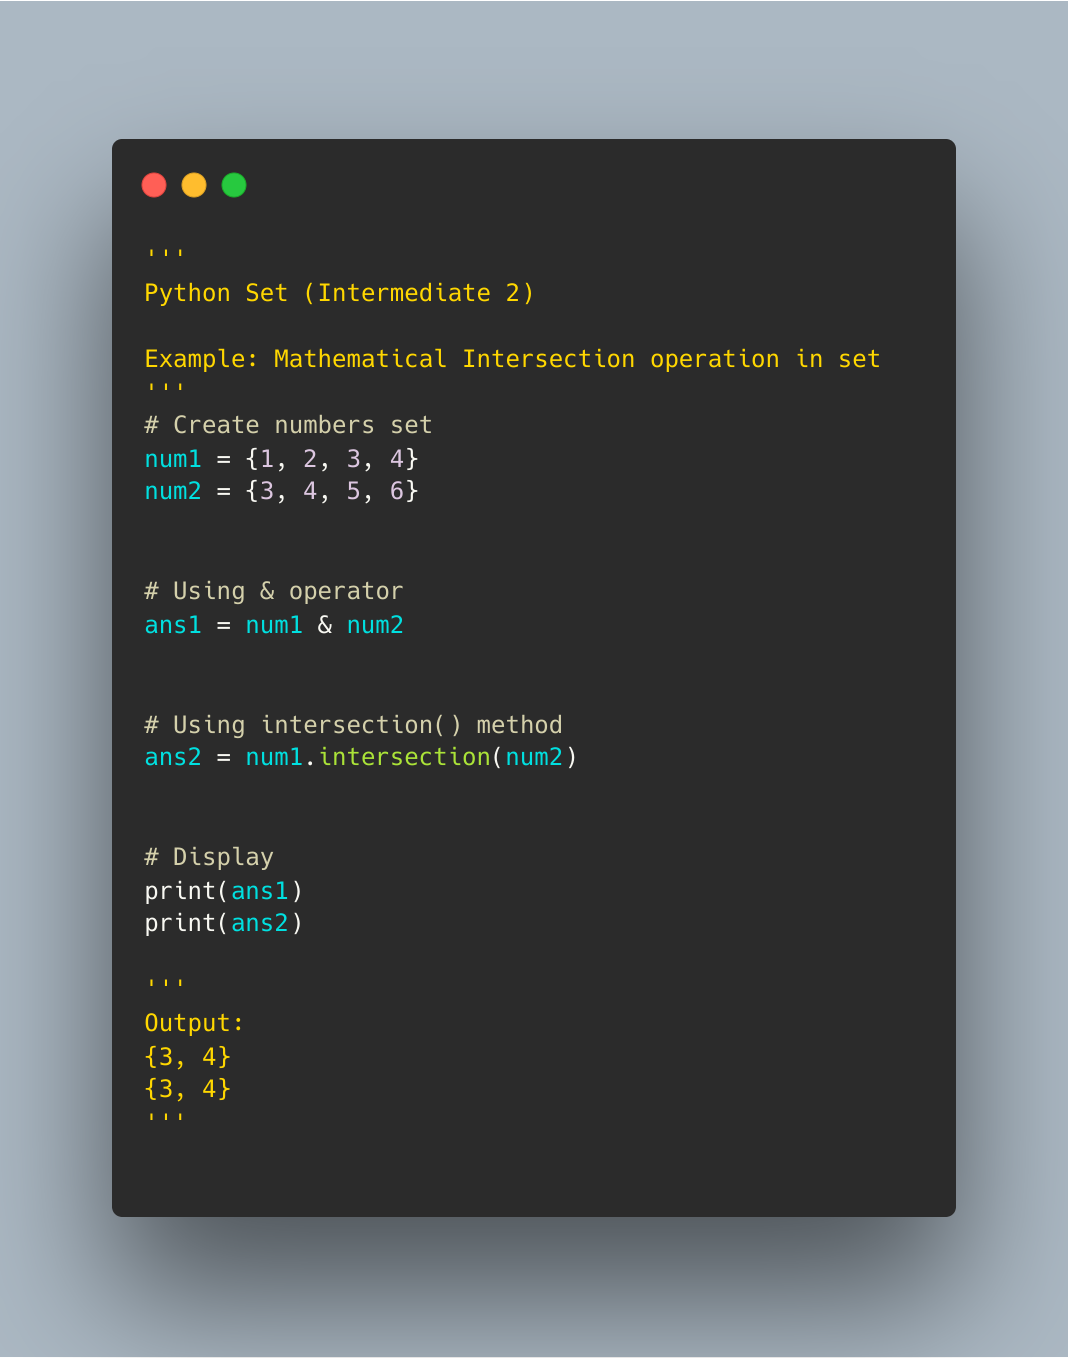 '''
Python Set (Intermediate 2)
Example: Mathematical Intersection operation in set
'''
# Create numbers set
num1 = {1, 2, 3, 4}
num2 = {3, 4, 5, 6}
# Using & operator
ans1 = num1 & num2
# Using intersection() method
ans2 = num1.intersection(num2)
# Display
print(ans1)
print(ans2)
'''
Output:
{3, 4}
{3, 4}
'''